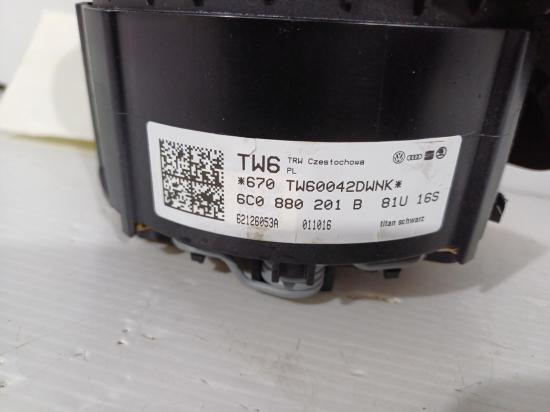 TW6 TRW Czestochowa
PL
*670 TW60042DWNK*
6C0 880 201 B 81U 16S
62126053A 011016 titan schwarz